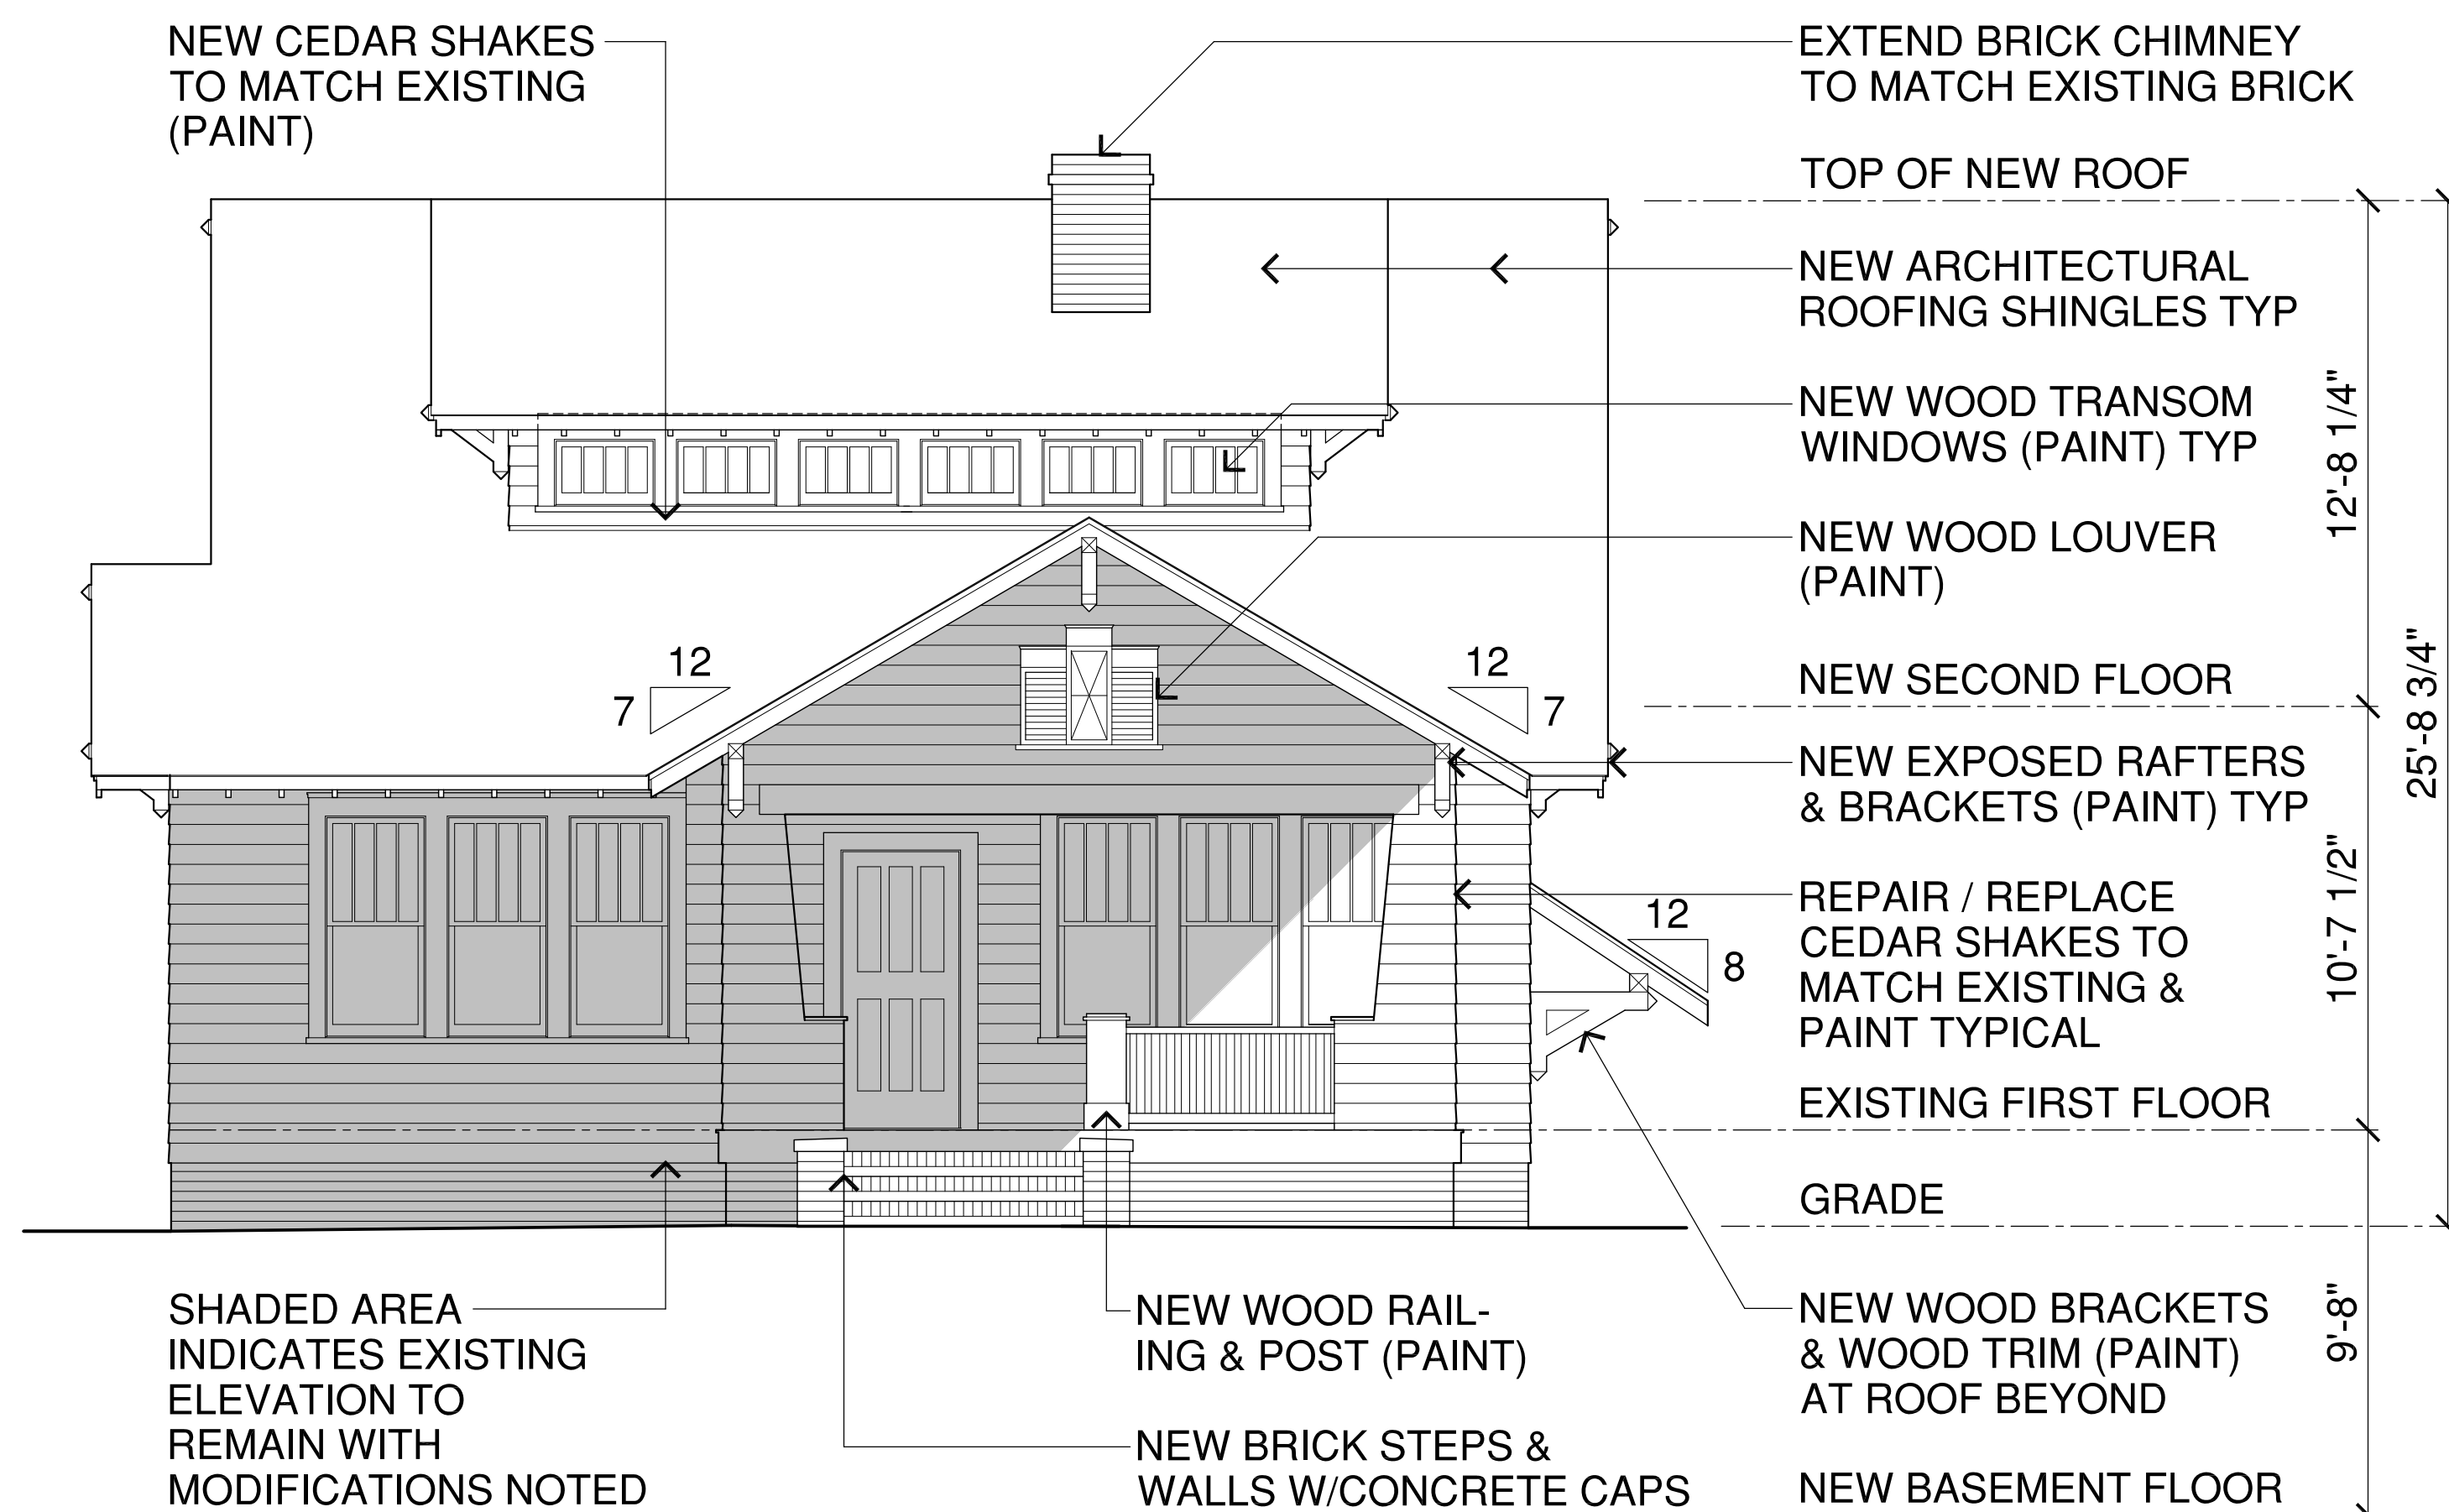 NEW CEDAR SHAKES
TO MATCH EXISTING
(PAINT)
EXTEND BRICK CHIMNEY
TO MATCH EXISTING BRICK
TOP OF NEW ROOF
NEW ARCHITECTURAL
ROOFING SHINGLES TYP
NEW WOOD TRANSOM
WINDOWS (PAINT) TYP
12'-8 1/4"
NEW WOOD LOUVER
(PAINT)
12
7
12
7
NEW SECOND FLOOR
25'-8 3/4"
NEW EXPOSED RAFTERS
& BRACKETS (PAINT) TYP
REPAIR / REPLACE
CEDAR SHAKES TO
MATCH EXISTING &
PAINT TYPICAL
12
8
10'-7 1/2"
EXISTING FIRST FLOOR
GRADE
SHADED AREA
INDICATES EXISTING
ELEVATION TO
REMAIN WITH
MODIFICATIONS NOTED
NEW WOOD RAIL-
ING & POST (PAINT)
NEW BRICK STEPS &
WALLS W/CONCRETE CAPS
NEW WOOD BRACKETS
& WOOD TRIM (PAINT)
AT ROOF BEYOND
9'-8"
NEW BASEMENT FLOOR